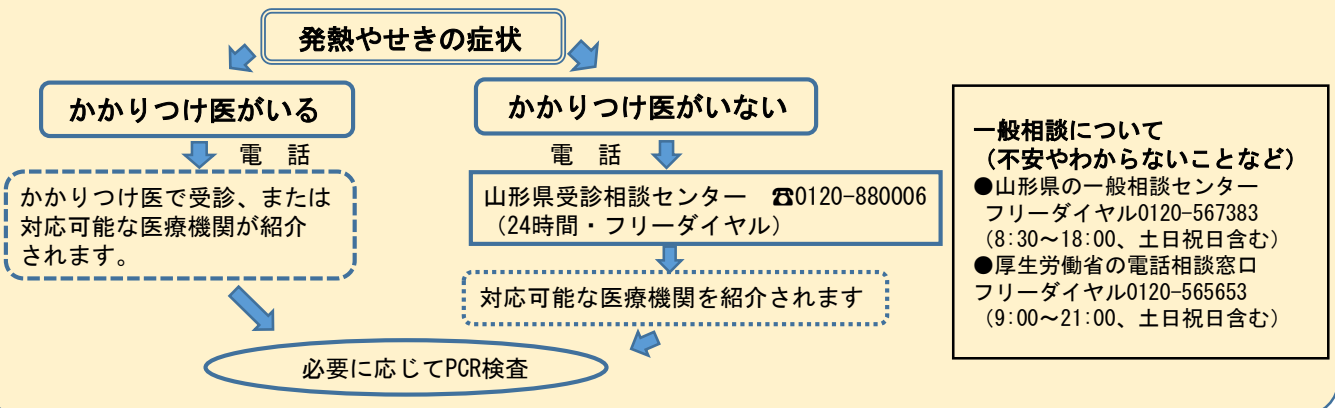 発熱やせきの症状
かかりつけ医がいる
かかりつけ医がいない
電　話
電　話
かかりつけ医で受診、または
対応可能な医療機関が紹介
されます。
山形県受診相談センター　☎0120-880006
（24時間・フリーダイヤル）
対応可能な医療機関を紹介されます
必要に応じてPCR検査
一般相談について
（不安やわからないことなど）
●山形県の一般相談センター
フリーダイヤル0120-567383
（8:30～18:00、土日祝日含む）
●厚生労働省の電話相談窓口
フリーダイヤル0120-565653
（9:00～21:00、土日祝日含む）